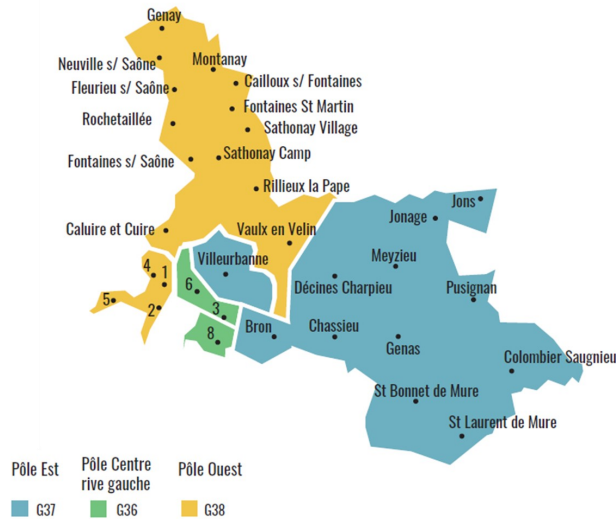 Genay
Neuville s/ Saône
Montanay
Fleurieu s/ Saône
Cailloux s/ Fontaines
Fontaines St Martin
Rochetaillée
Sathonay Village
Fontaines s/ Saône
Sathonay Camp
Rillieux la Pape
Jons
Jonage
Caluire et Cuire
Vaulx en Velin
Villeurbanne
Meyzieu
4
1
6
Décines Charpieu
Pusignan
5
2
3
8
Bron
Chassieu
Genas
Colombier Saugnieu
St Bonnet de Mure
St Laurent de Mure
Pôle Est
Pôle Centre
rive gauche
Pôle Ouest
G37
G36
G38